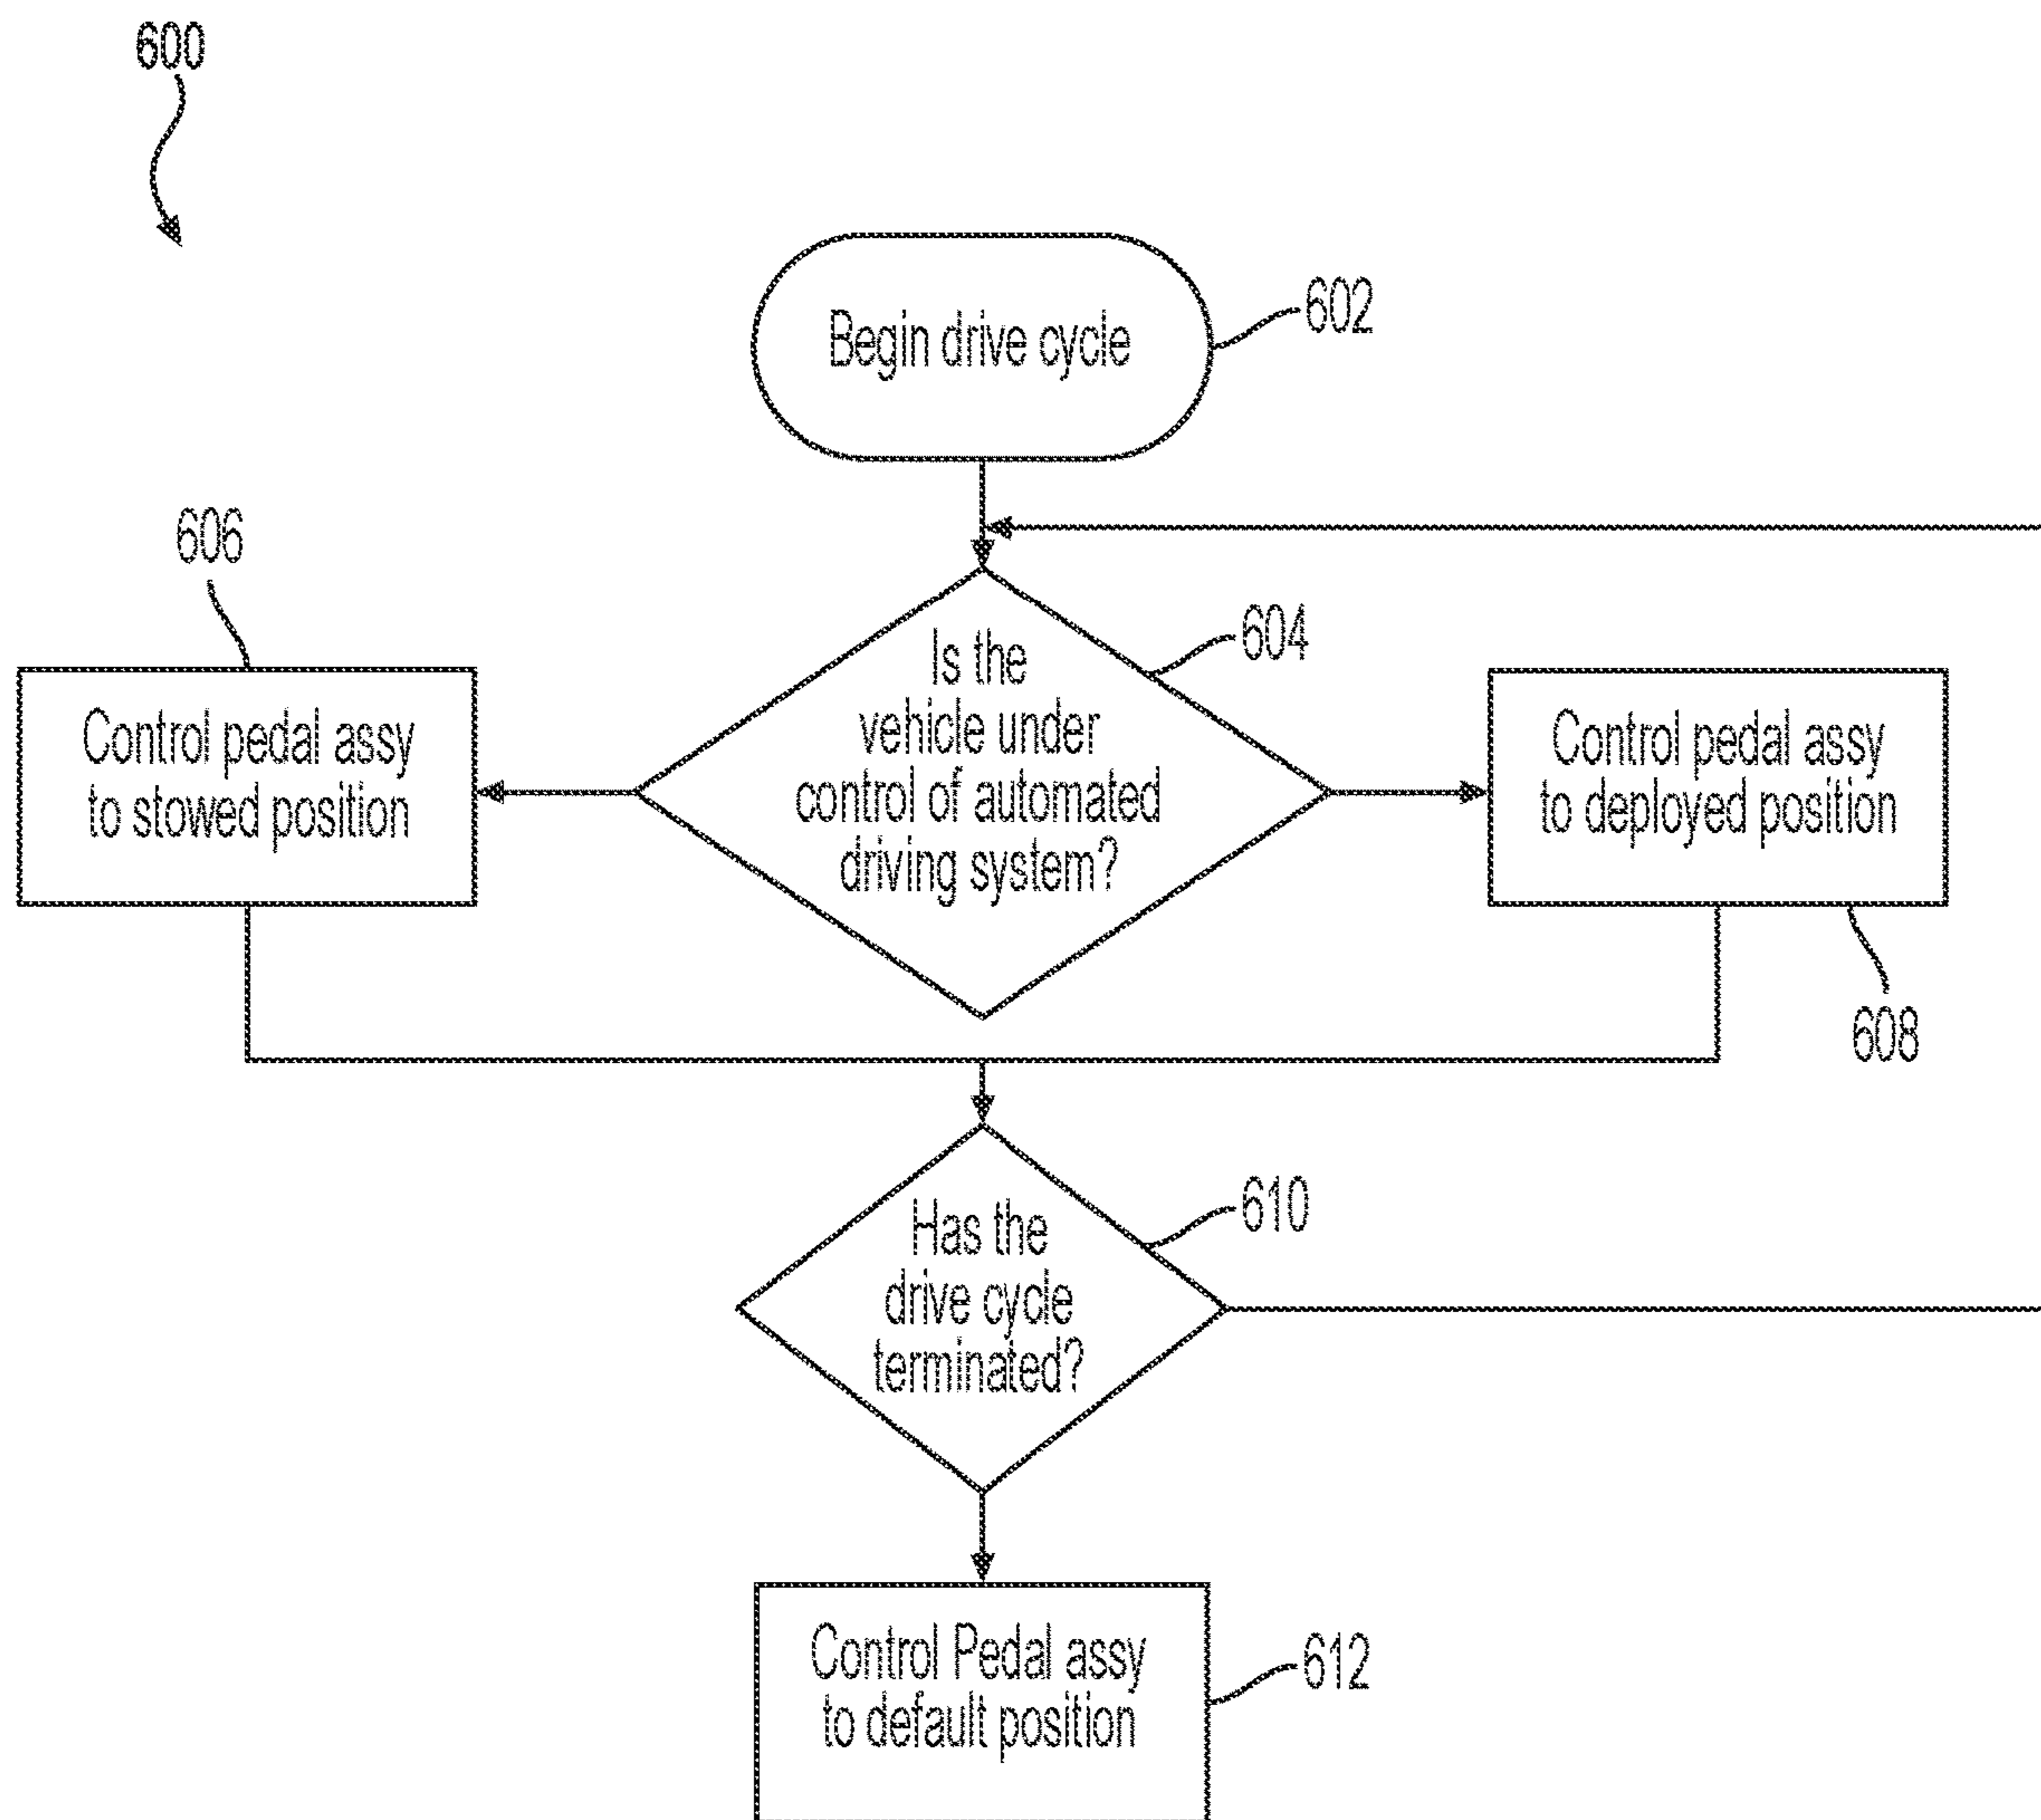 600
Begin drive cycle
602
606
Is the
vehicle under
control of automated
driving system?
604
Control pedal assy
to stowed position
Control pedal assy
to deployed position
608
Has the
drive cycle
terminated?
610
Control Pedal assy
to default position
612